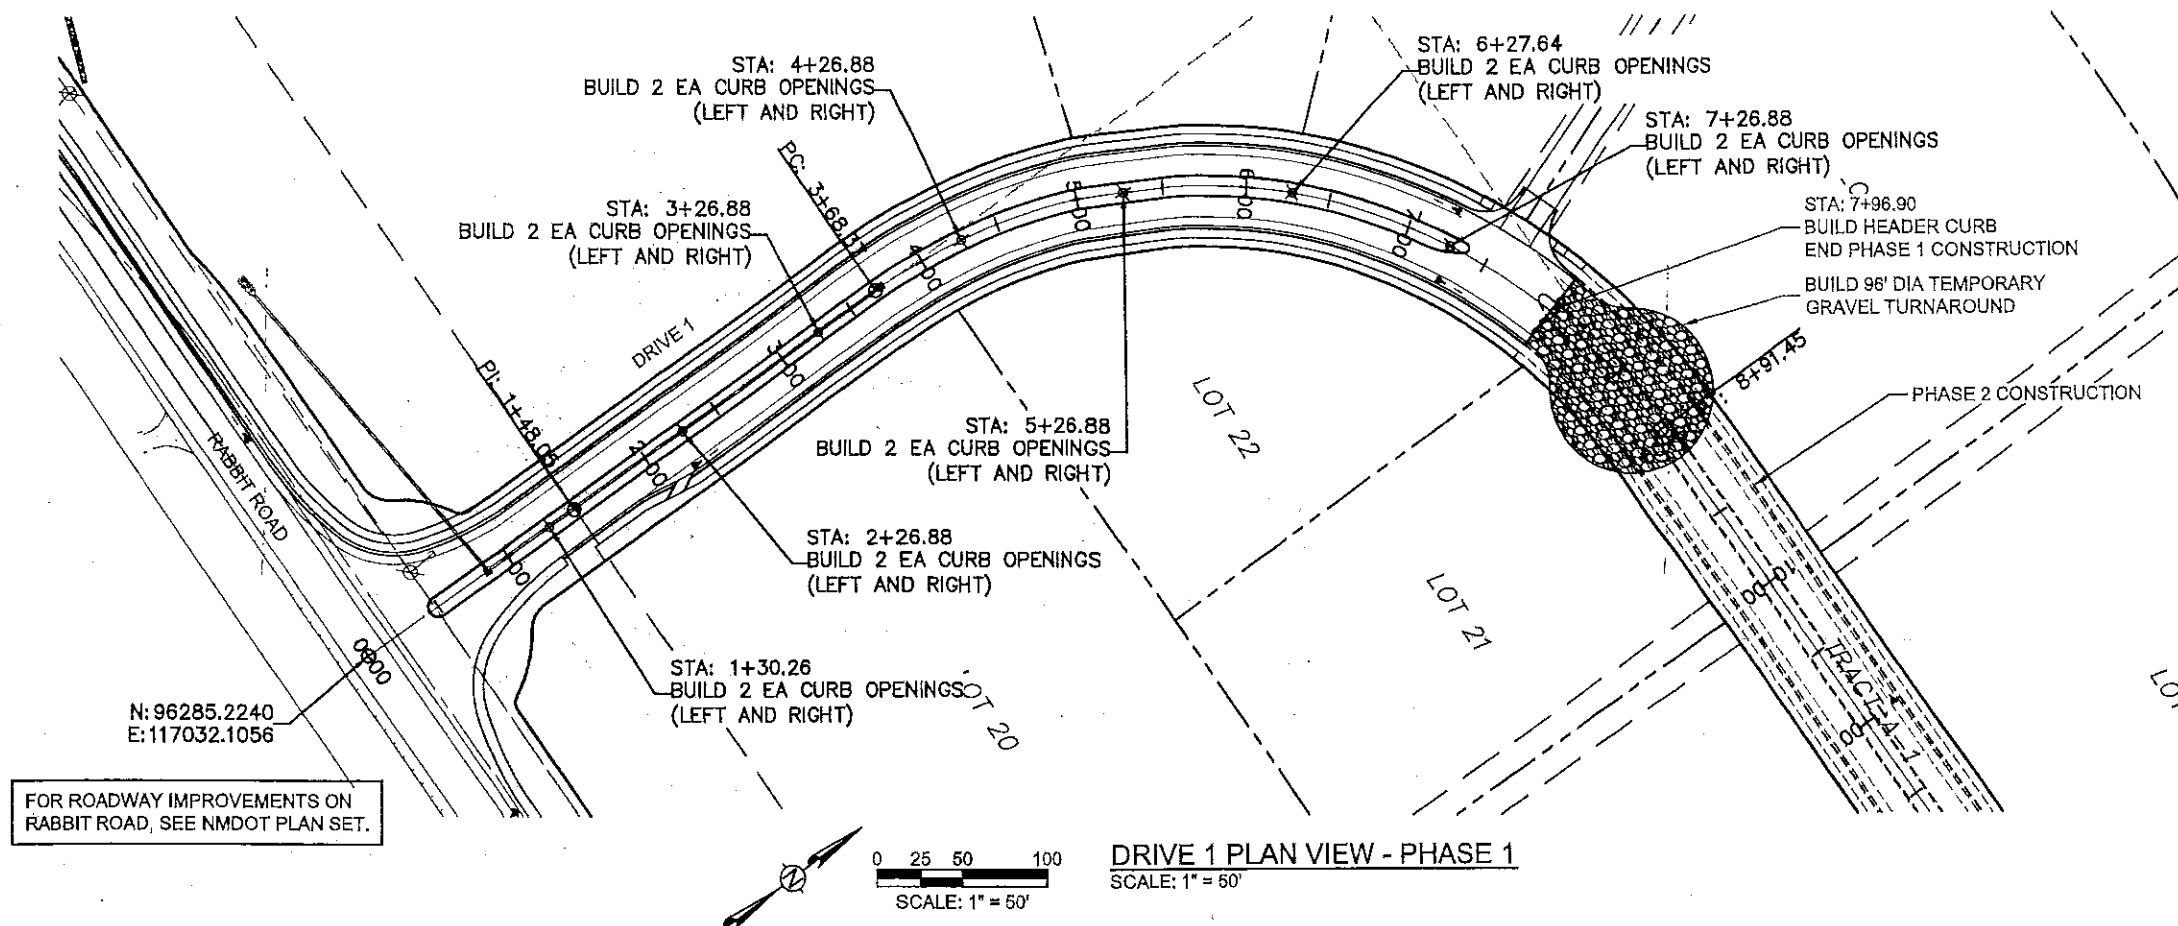 STA: 4+26.88
BUILD 2 EA CURB OPENINGS
(LEFT AND RIGHT)
STA: 6+27.64
BUILD 2 EA CURB OPENINGS
(LEFT AND RIGHT)
STA: 7+26.88
BUILD 2 EA CURB OPENINGS
(LEFT AND RIGHT)
STA: 7+96.90
BUILD HEADER CURB
END PHASE 1 CONSTRUCTION
BUILD 96' DIA TEMPORARY
GRAVEL TURNAROUND
STA: 3+26.88
BUILD 2 EA CURB OPENINGS
(LEFT AND RIGHT)
PC: 3+68.
4+00
5+00
6+00
7+00
8+91.45
PHASE 2 CONSTRUCTION
DRIVE 1
3+00
PI: 1+48.05
2+00
1+00
0+00
RABBIT ROAD
STA: 5+26.88
BUILD 2 EA CURB OPENINGS
(LEFT AND RIGHT)
LOT 22
STA: 2+26.88
BUILD 2 EA CURB OPENINGS
(LEFT AND RIGHT)
LOT 21
10+00
TRACT A-1
+00
LOT
STA: 1+30.26
BUILD 2 EA CURB OPENINGS
(LEFT AND RIGHT)
OT 20
N: 96285.2240
E: 117032.1056
FOR ROADWAY IMPROVEMENTS ON
RABBIT ROAD, SEE NMDOT PLAN SET.
N
0 25 50 100
SCALE: 1" = 50'
DRIVE 1 PLAN VIEW - PHASE 1
SCALE: 1" = 50'